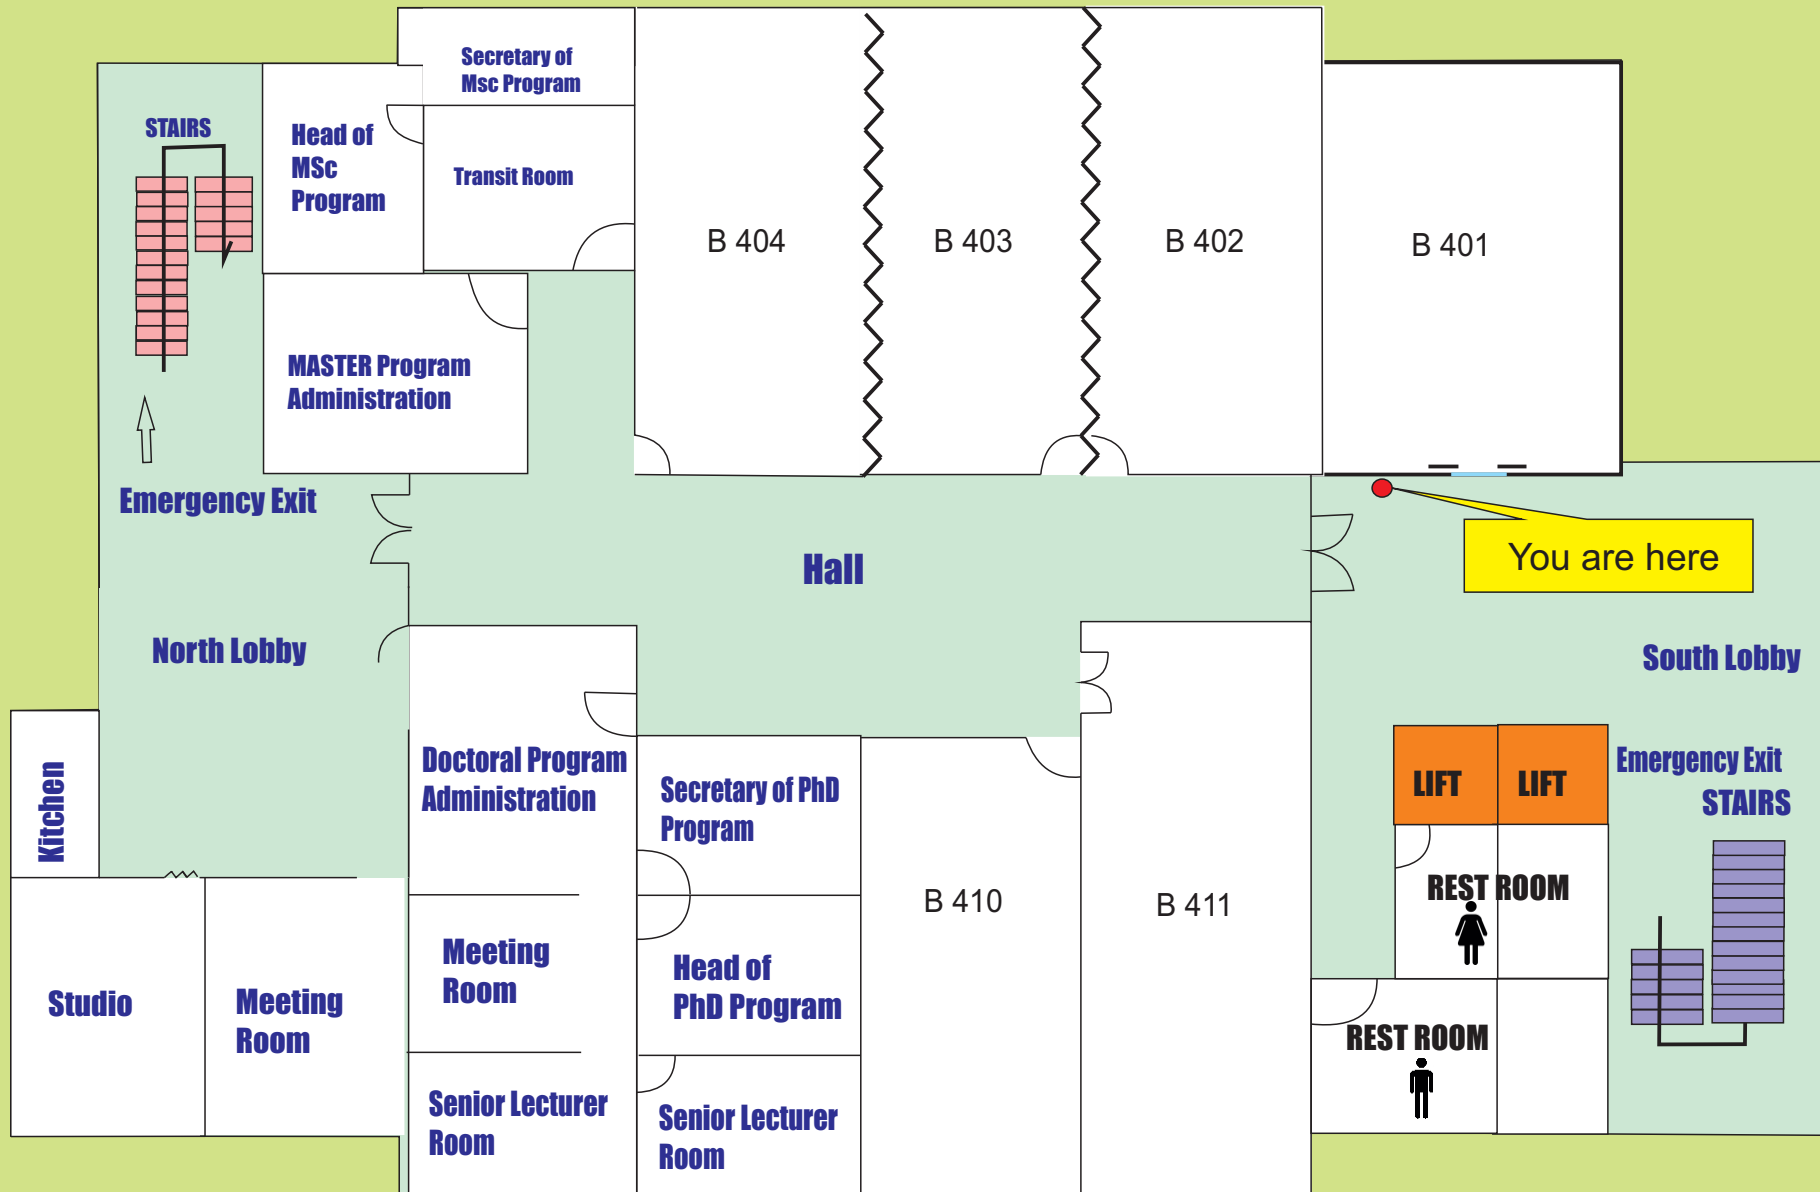 Secretary of
Msc Program
STAIRS
Head of
MSc
Program
Transit Room
B 404
B 403
B 402
B 401
MASTER Program
Administration
Emergency Exit
Hall
You are here
North Lobby
South Lobby
Kitchen
Doctoral Program
Administration
Secretary of PhD
Program
LIFT
LIFT
Emergency Exit
STAIRS
B 410
B 411
REST ROOM
Studio
Meeting
Room
Meeting
Room
Head of
PhD Program
REST ROOM
Senior Lecturer
Room
Senior Lecturer
Room